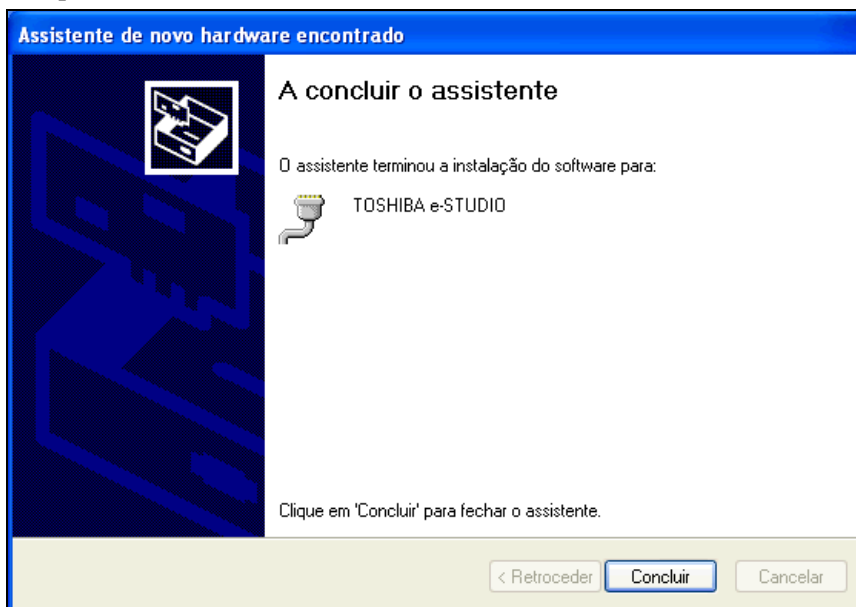 Assistente de novo hardware encontrado
A concluir o assistente
O assistente terminou a instalação do software para:
TOSHIBA e-STUDIO
Clique em 'Concluir' para fechar o assistente.
< Retroceder Concluir Cancelar